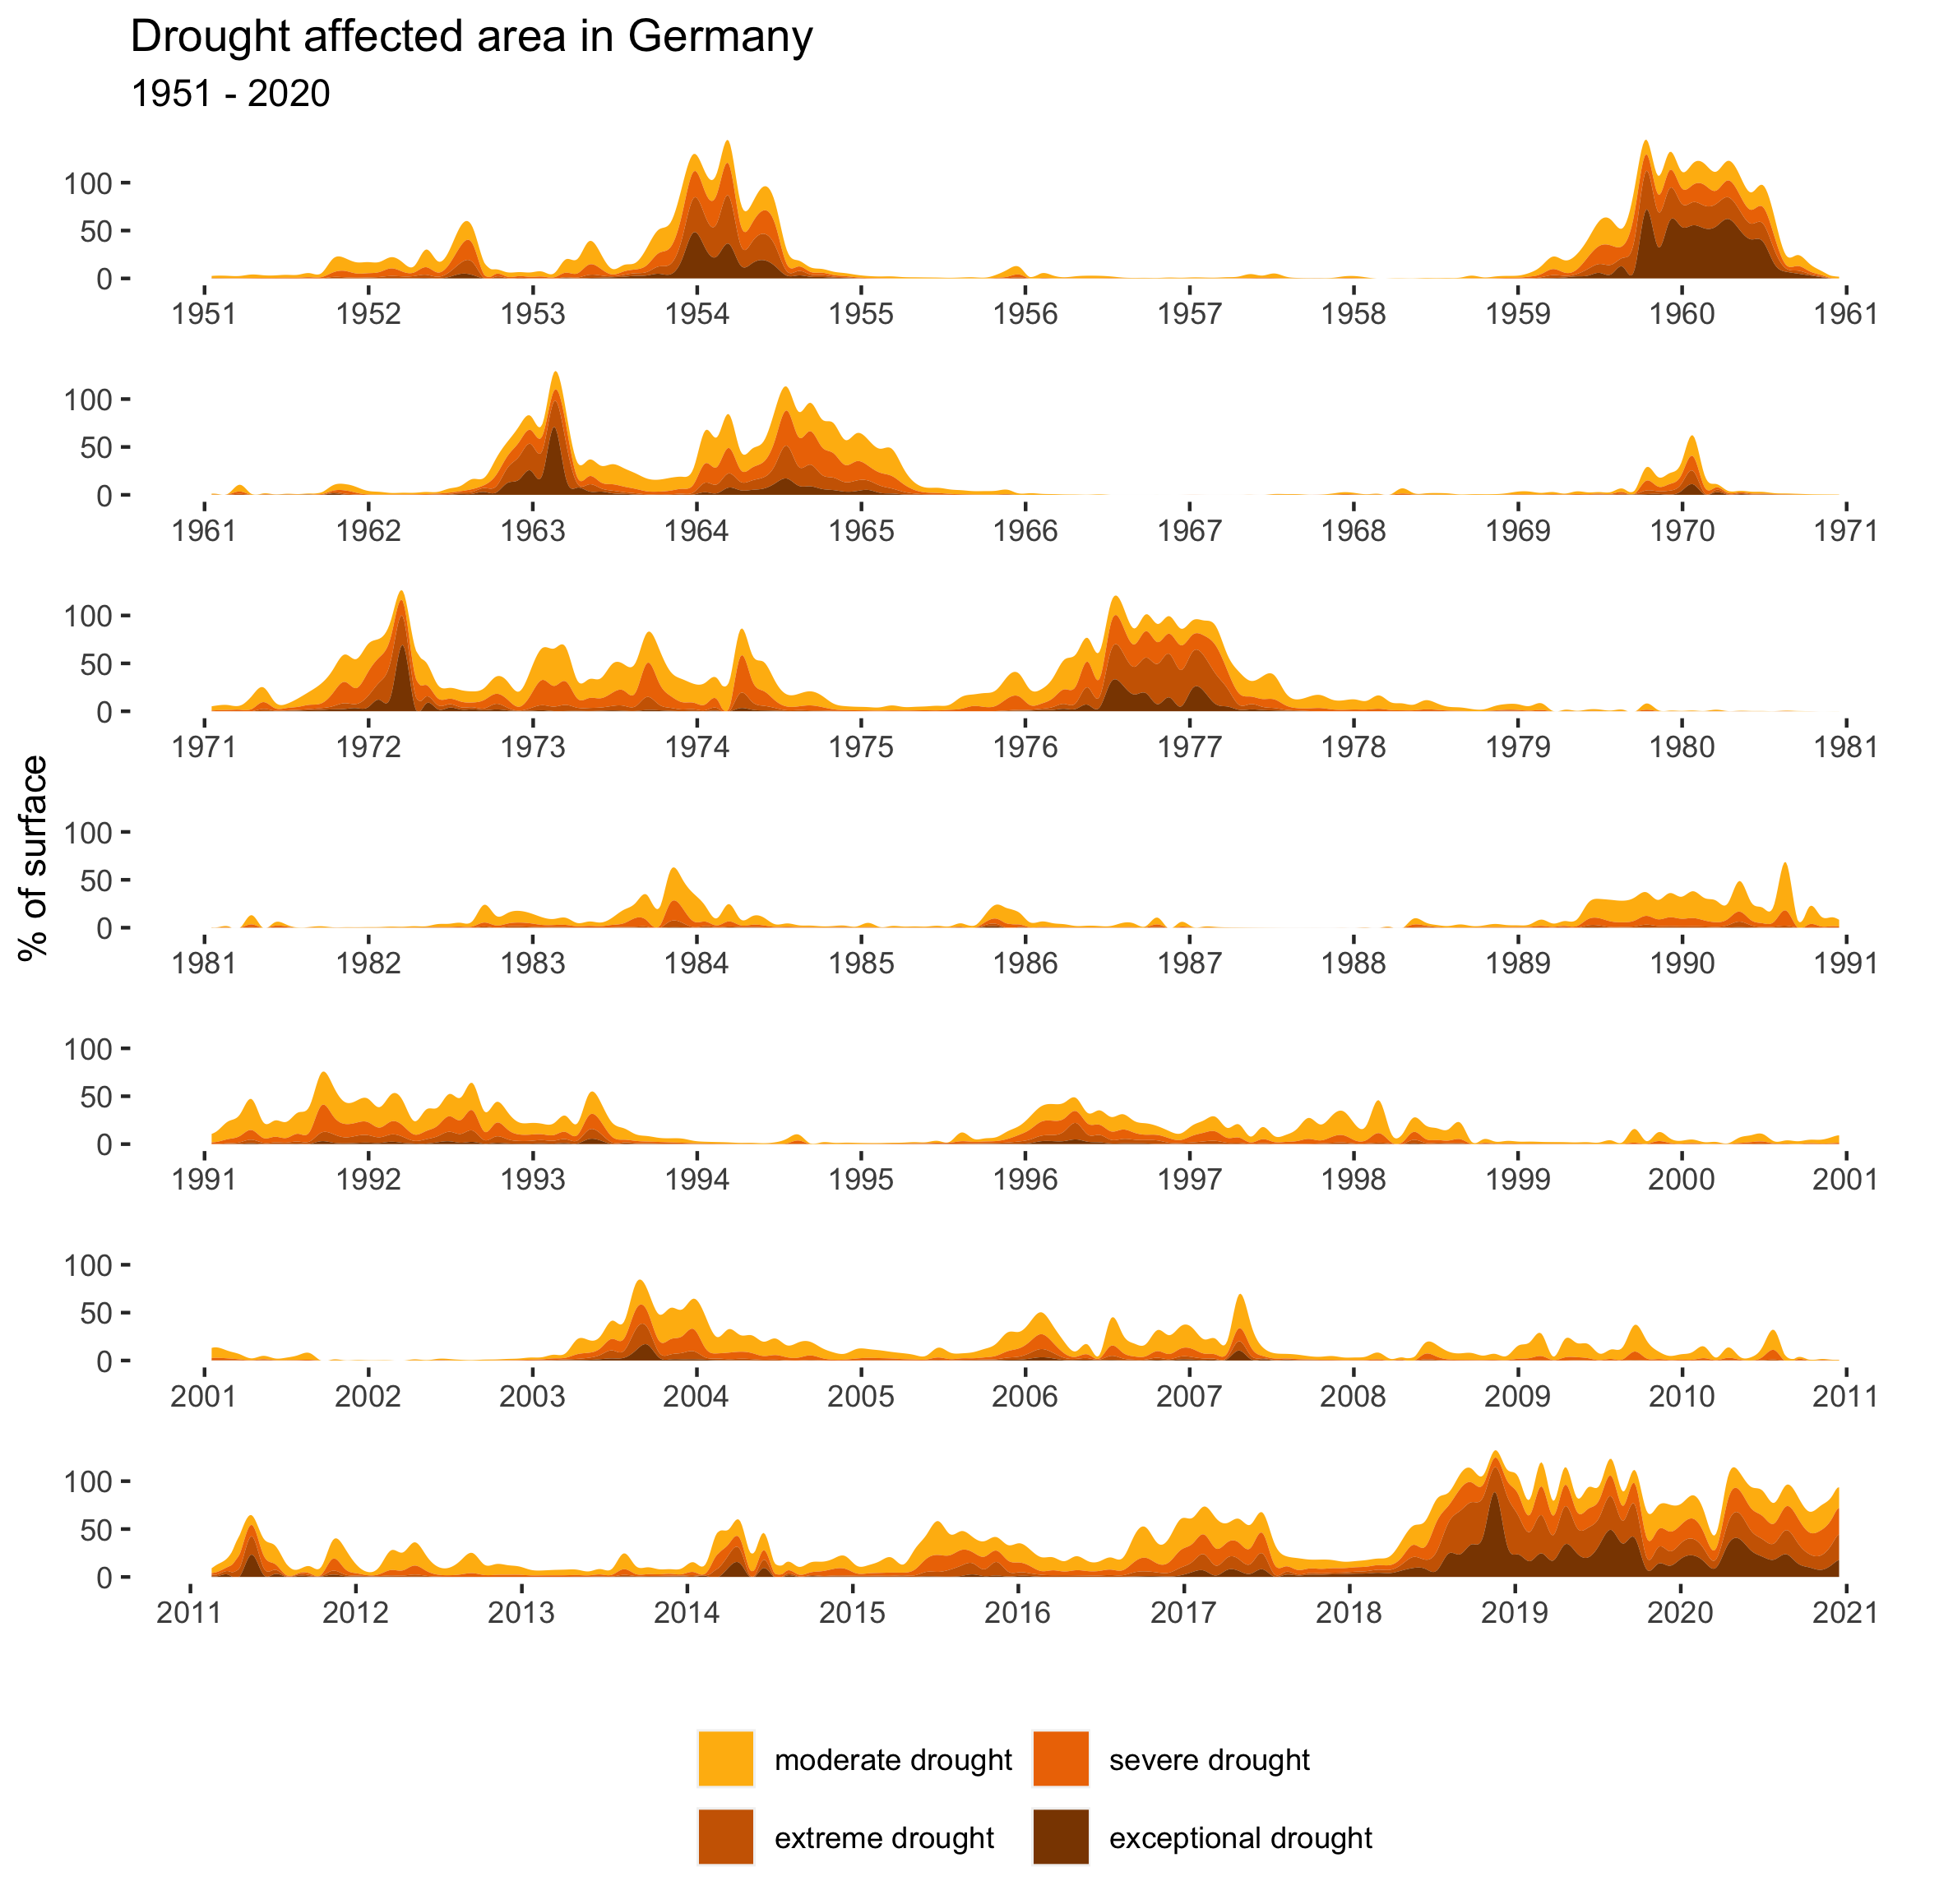 Drought affected area in Germany
1951 - 2020
% of surface
100
50
0
1951 1952 1953 1954 1955 1956 1957 1958 1959 1960 1961
100
50
0
1961 1962 1963 1964 1965 1966 1967 1968 1969 1970 1971
100
50
0
1971 1972 1973 1974 1975 1976 1977 1978 1979 1980 1981
100
50
0
1981 1982 1983 1984 1985 1986 1987 1988 1989 1990 1991
100
50
0
1991 1992 1993 1994 1995 1996 1997 1998 1999 2000 2001
100
50
0
2001 2002 2003 2004 2005 2006 2007 2008 2009 2010 2011
100
50
0
2011 2012 2013 2014 2015 2016 2017 2018 2019 2020 2021
moderate drought severe drought
extreme drought exceptional drought